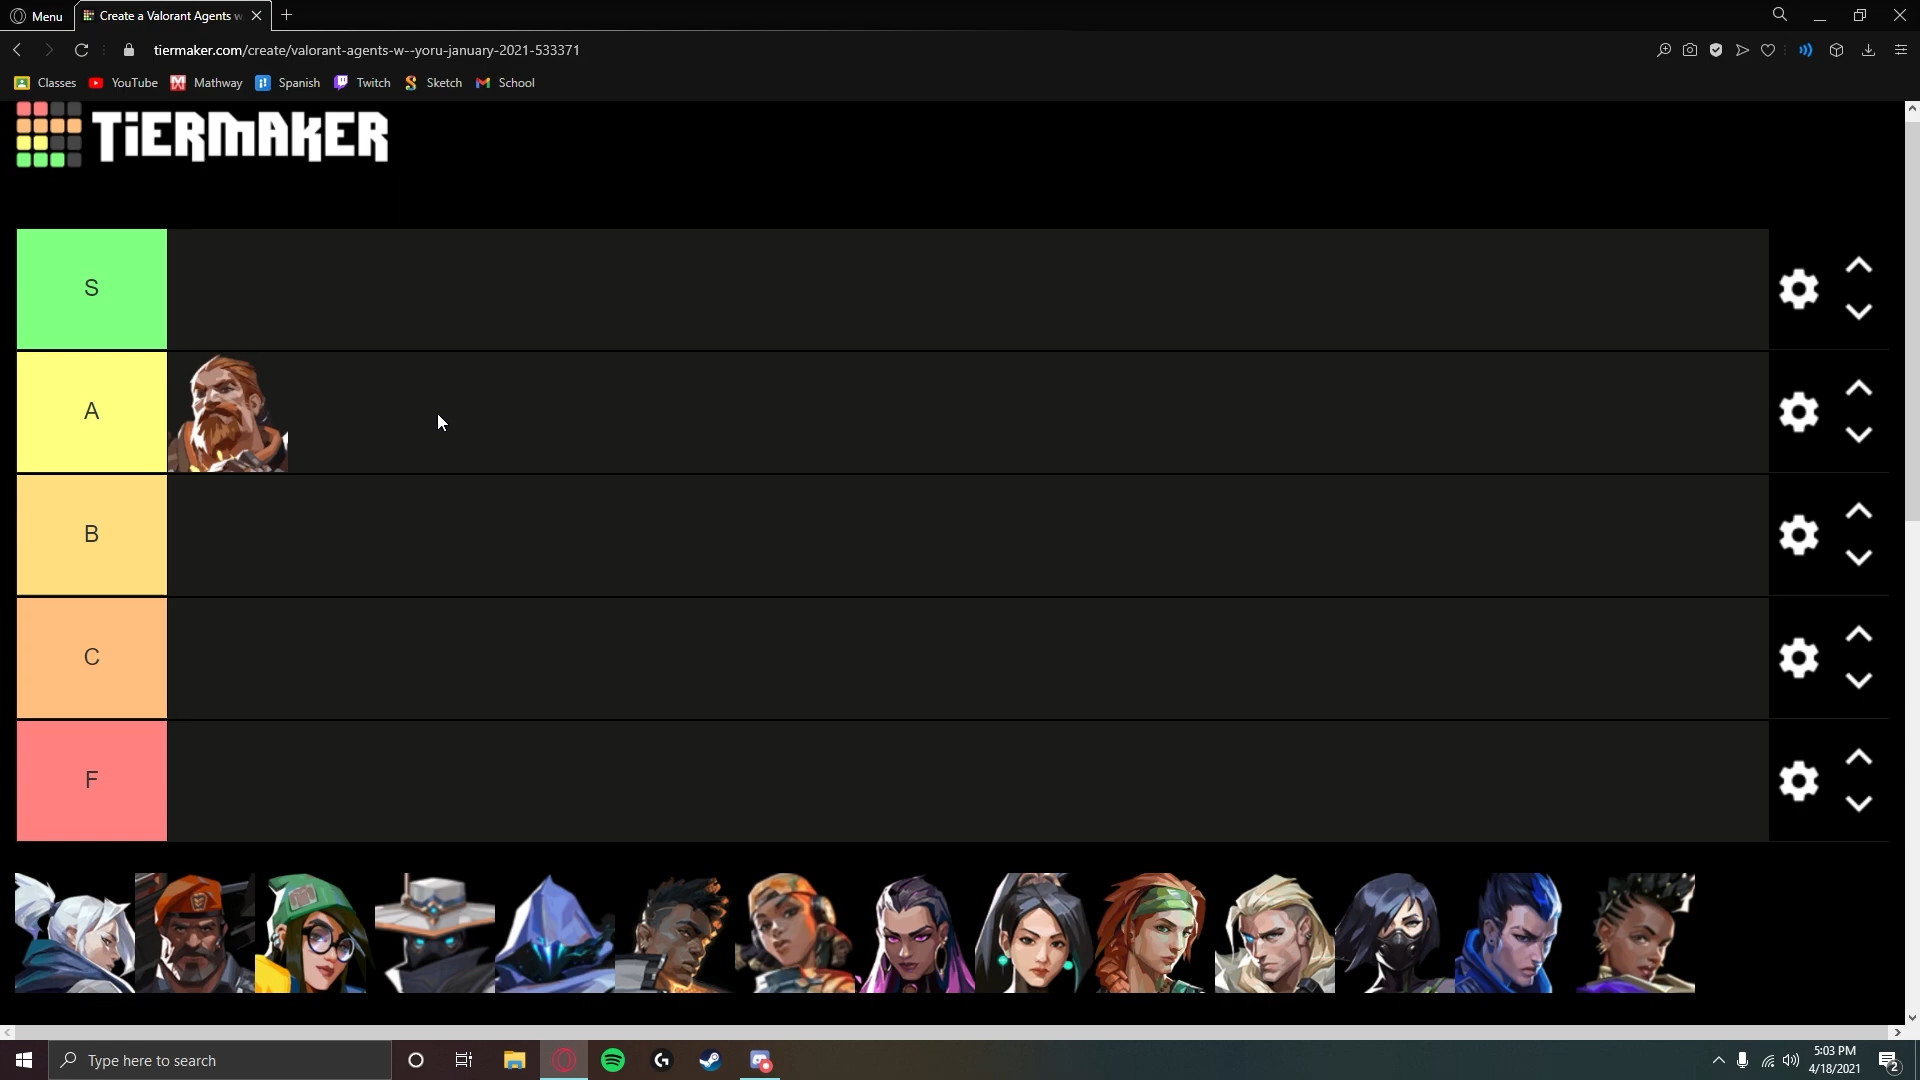 Menu
Create a Valorant Agents w
tiermaker.com/create/valorant-agents-w--yoru-january-2021-533371
Classes
YouTube
Mathway
Spanish
Twitch
Sketch
School
TiERMAKER
S
A
B
C
F
Type here to search
5:03 PM
4/18/2021
2